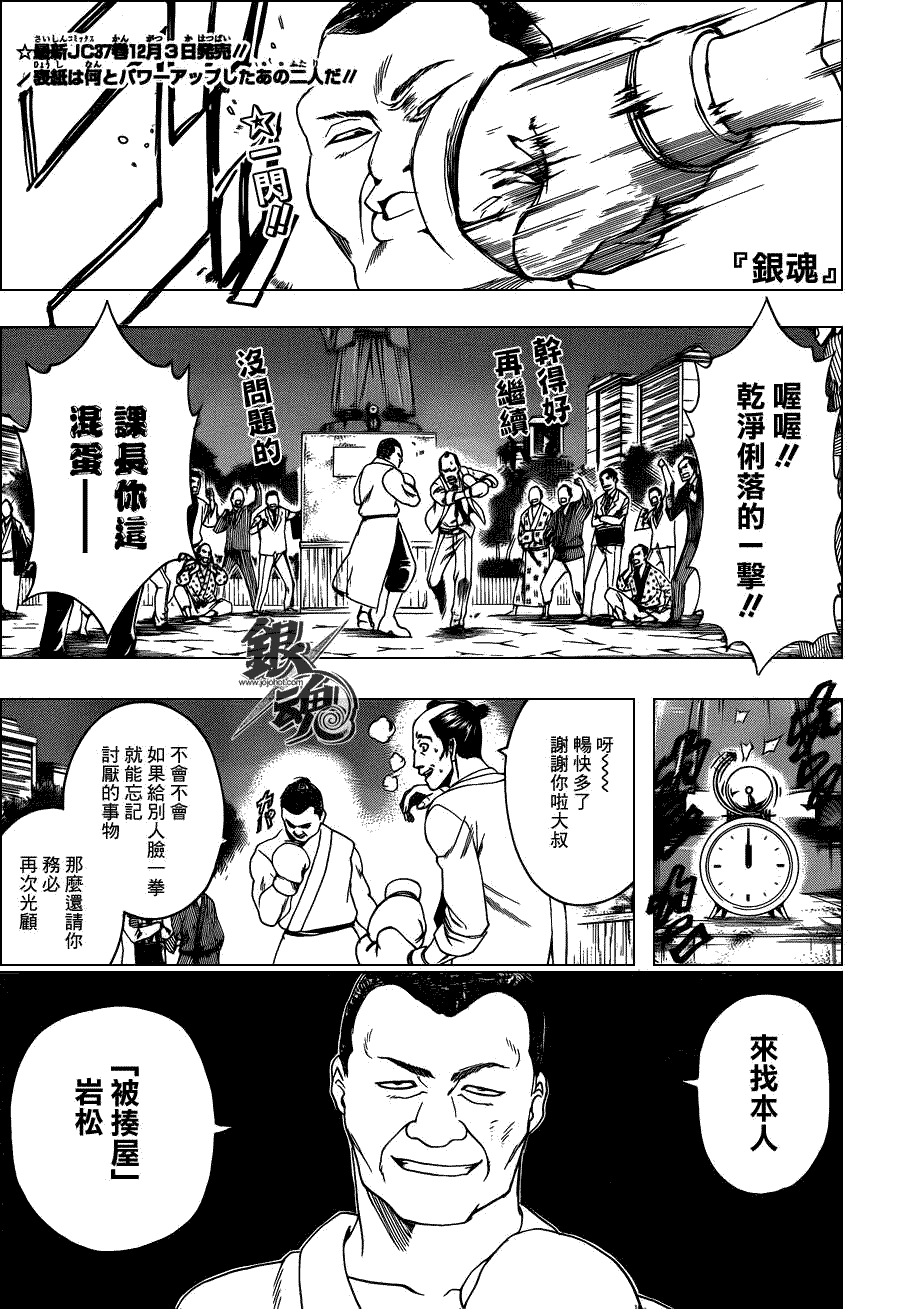 ☆最新JC37巻12月3日発売!!
表紙は何とパワーアップしたあの二人だ!!
☆一閃!!
『銀魂』
喔喔!!
乾淨俐落的一擊!!
幹得好
再繼續
沒問題的
課長你這
混蛋——
銀魂
www.jojohot.com
呀~~~
暢快多了
謝謝你啦大叔
不會不會
如果給別人臉一拳
就能忘記
討厭的事物
那麼還請你
務必
再次光顧
來找本人
「被揍屋」
岩松